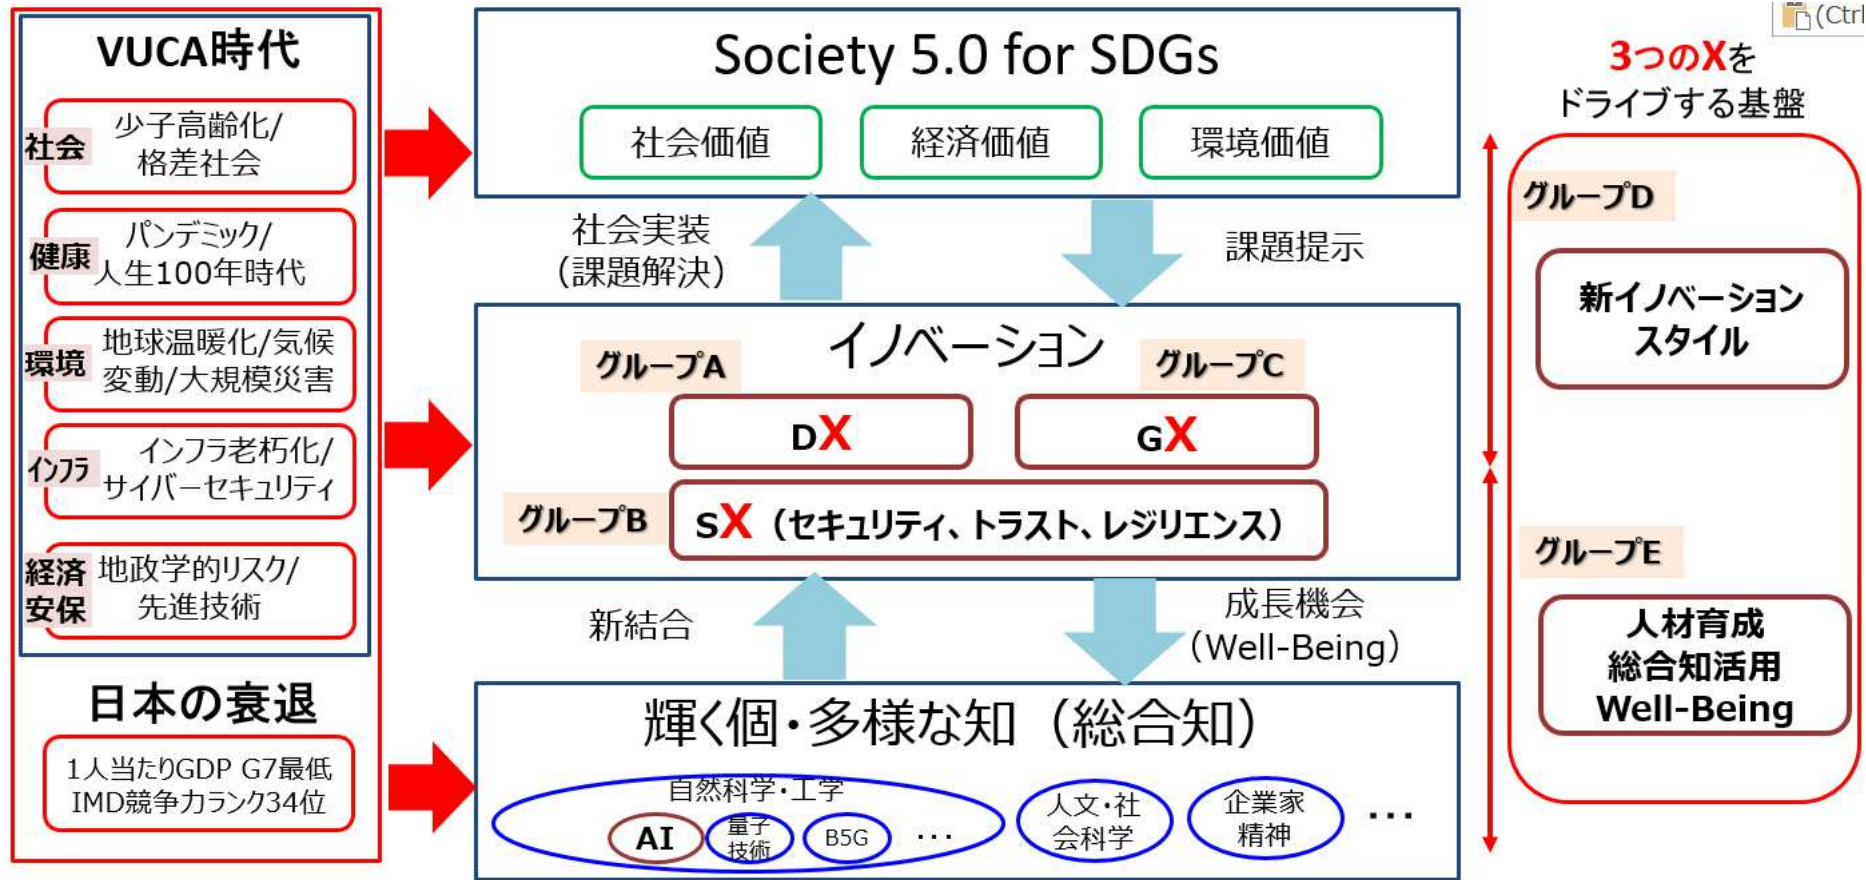 VUCA時代
社会
少子高齢化/
格差社会
健康
パンデミック/
人生100年時代
環境
地球温暖化/気候
変動/大規模災害
インフラ
インフラ老朽化/
サイバーセキュリティ
経済
安保
地政学的リスク/
先進技術
日本の衰退
1人当たりGDP G7最低
IMD競争力ランク34位
Society 5.0 for SDGs
社会価値
経済価値
環境価値
社会実装
（課題解決）
課題提示
イノベーション
グループA
グループC
DX
GX
グループB
SX（セキュリティ、トラスト、レジリエンス）
新結合
成長機会
（Well-Being）
輝く個・多様な知（総合知）
自然科学・工学
AI
量子
技術
B5G
・・・
人文・社
会科学
企業家
精神
・・・
(Ctrl
3つのXを
ドライブする基盤
グループD
新イノベーション
スタイル
グループE
人材育成
総合知活用
Well-Being